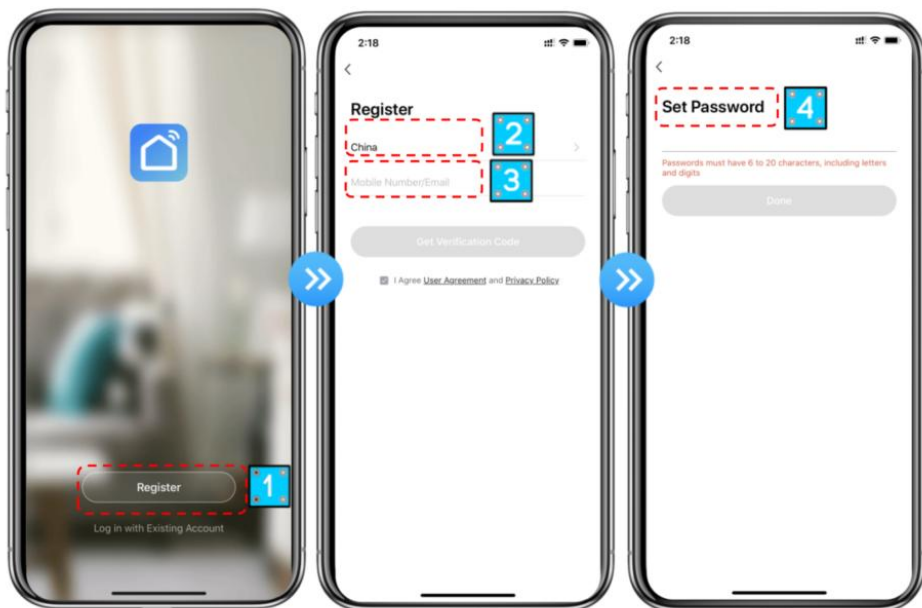 Register
1
Log in with Existing Account
2:18
Register
2
China
3
Mobile Number/Email
Get Verification Code
I Agree User Agreement and Privacy Policy
2:18
Set Password
4
Passwords must have 6 to 20 characters, including letters
and digits
Done